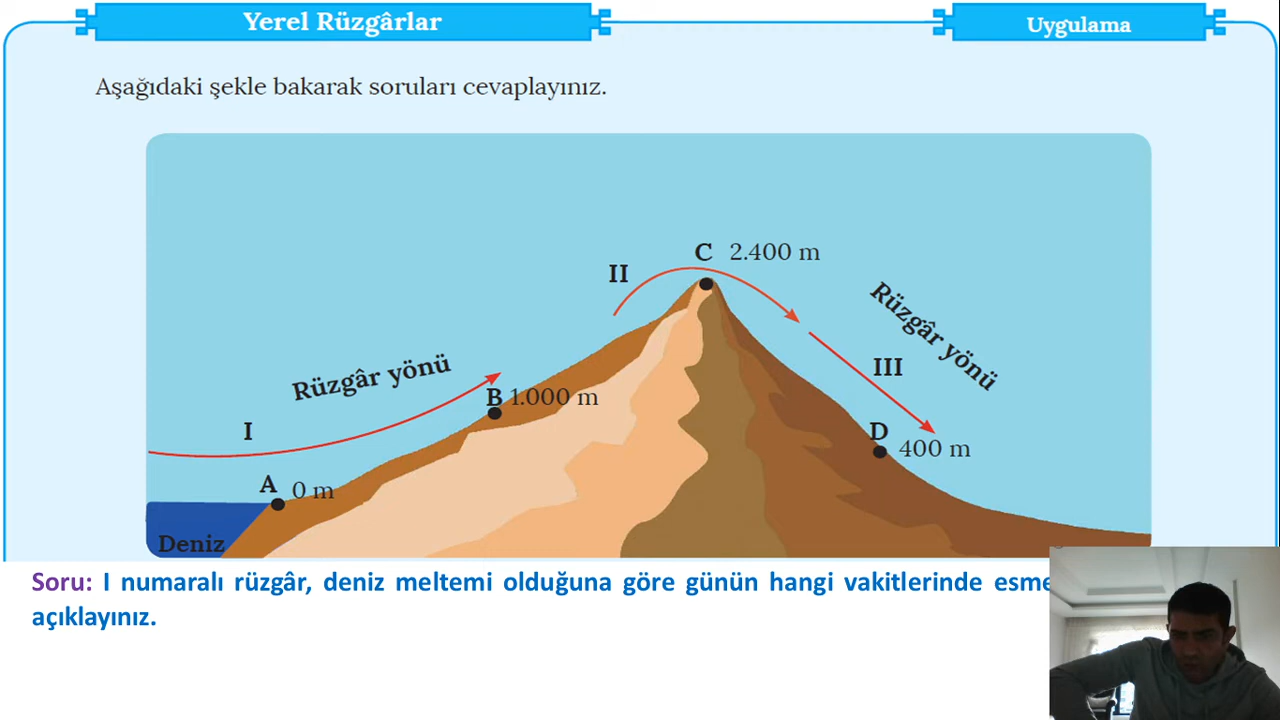 Yerel Rüzgârlar
Uygulama
Aşağıdaki şekle bakarak soruları cevaplayınız.
C 2.400 m
II
Rüzgâr yönü
Rüzgâr yönü
III
B 1.000 m
I
D
400 m
A 0 m
Deniz
Soru: I numaralı rüzgâr, deniz meltemi olduğuna göre günün hangi vakitlerinde
açıklayınız.